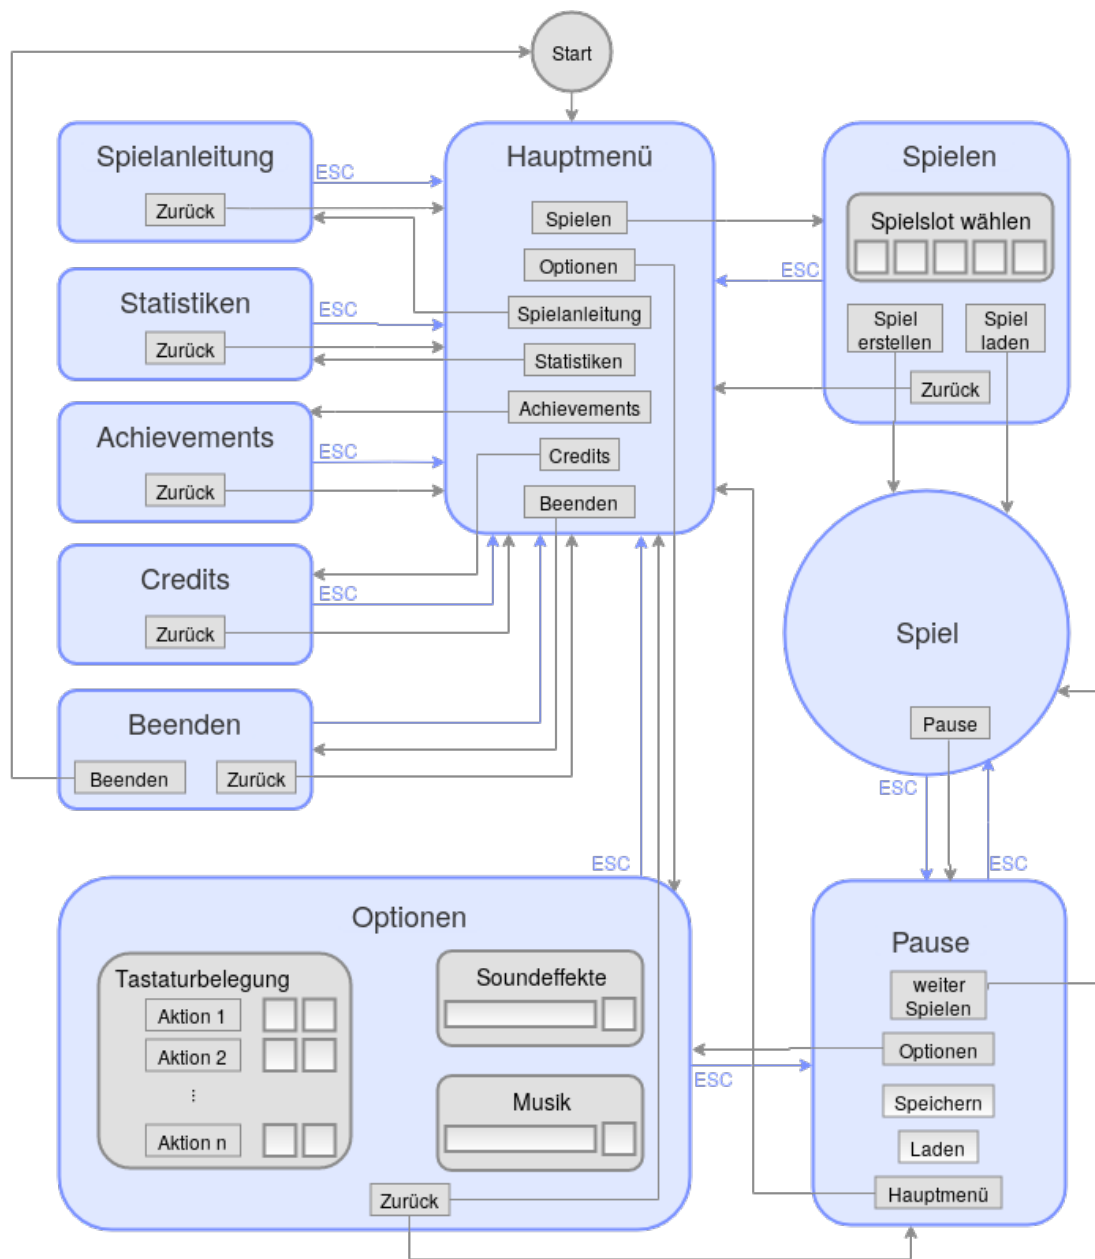 Start
Spielanleitung
ESC
Zurück
Statistiken
ESC
Zurück
Achievements
ESC
Zurück
Credits
ESC
Zurück
Beenden
Beenden
Zurück
Hauptmenü
Spielen
Optionen
Spielanleitung
Statistiken
Achievements
Credits
Beenden
Spielen
Spielslot wählen
ESC
Spiel
erstellen
Spiel
laden
Zurück
Spiel
Pause
ESC
ESC
ESC
Optionen
Tastaturbelegung
Aktion 1
Aktion 2
...
Aktion n
Soundeffekte
Musik
Zurück
ESC
Pause
weiter
Spielen
Optionen
Speichern
Laden
Hauptmenü